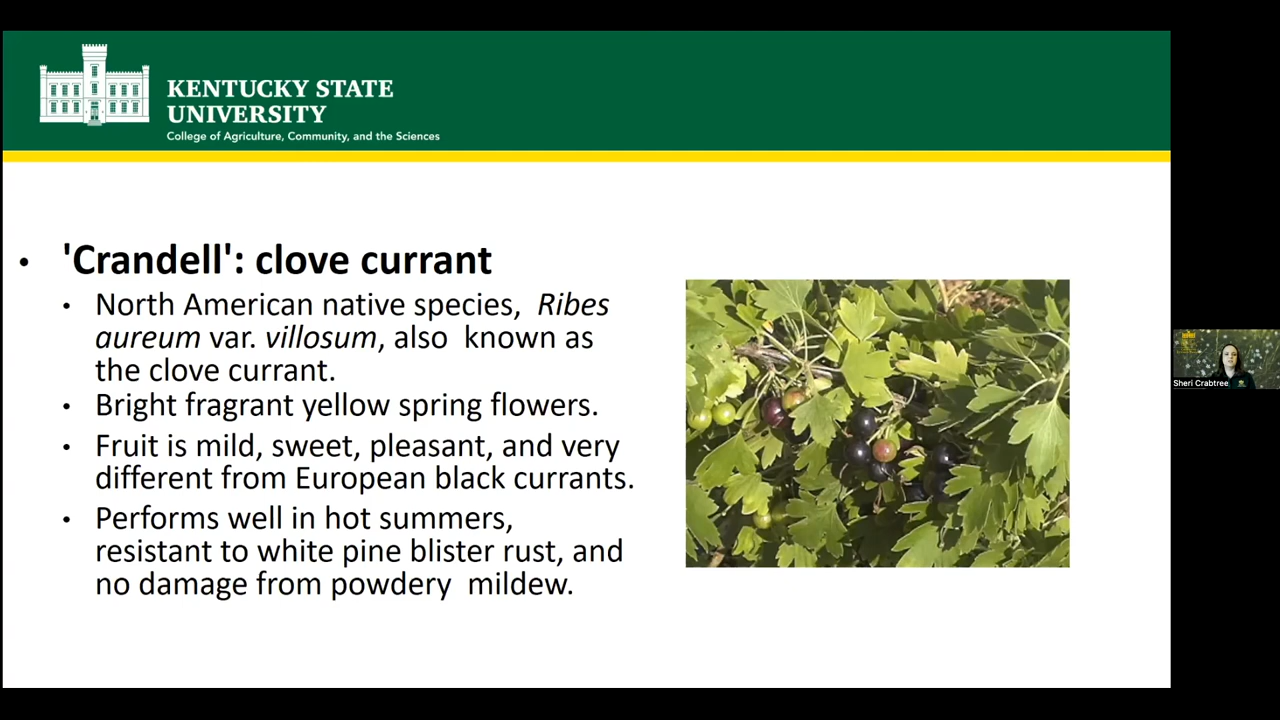 KENTUCKY STATE
UNIVERSITY
College of Agriculture, Community, and the Sciences
• 'Crandell': clove currant
• North American native species, Ribes
aureum var. villosum, also known as
the clove currant.
• Bright fragrant yellow spring flowers.
• Fruit is mild, sweet, pleasant, and very
different from European black currants.
• Performs well in hot summers,
resistant to white pine blister rust, and
no damage from powdery mildew.
Sheri Crabtree